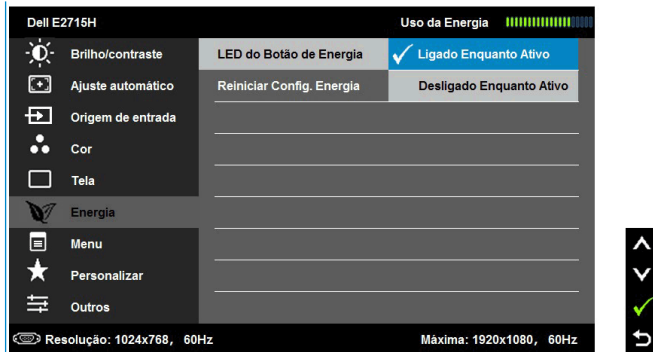 Dell E2715H Uso da Energia
Brilho/contraste LED do Botão de Energia Ligado Enquanto Ativo
Ajuste automático Reiniciar Config. Energia Desligado Enquanto Ativo
Origem de entrada
Cor
Tela
Energia
Menu
Personalizar
Outros
Resolução: 1024x768, 60Hz Máxima: 1920x1080, 60Hz